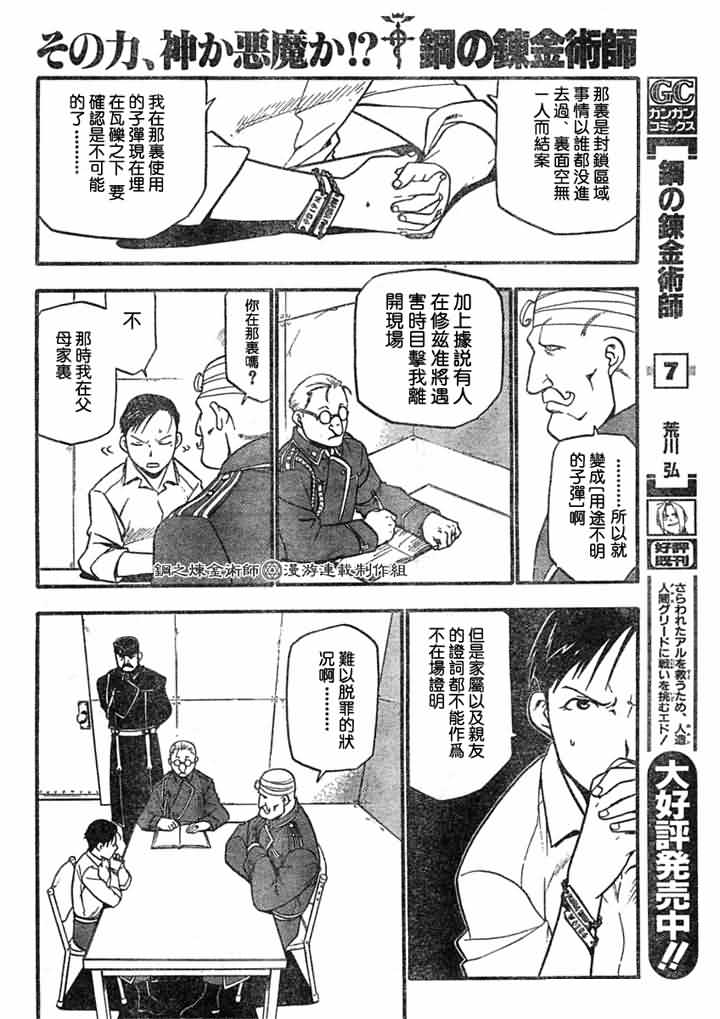 その力、神か悪魔か!? 鋼の錬金術師
那裏是封鎖區域
事情以誰都沒進
去過、裏面空無
一人而結案
我在那裏使用
的子彈現在埋
在瓦礫之下 要
確認是不可能
的了………
………所以就
變成[用途不明
的子彈]啊
加上據說有人
在修茲准將遇
害時目擊我離
開現場
你在那裏嗎？
不
那時我在父
母家裏
鋼之煉金術師 漫游連載制作組
但是家屬以及親友
的證詞都不能作爲
不在場證明
難以脱罪的狀
况啊………
GC
ガンガン
コミックス
鋼の錬金術師
7
荒川 弘
好評
既刊
さらわれたアルを救うため、人造
人間グリードに戦いを挑むエド！
大好評発売中!!